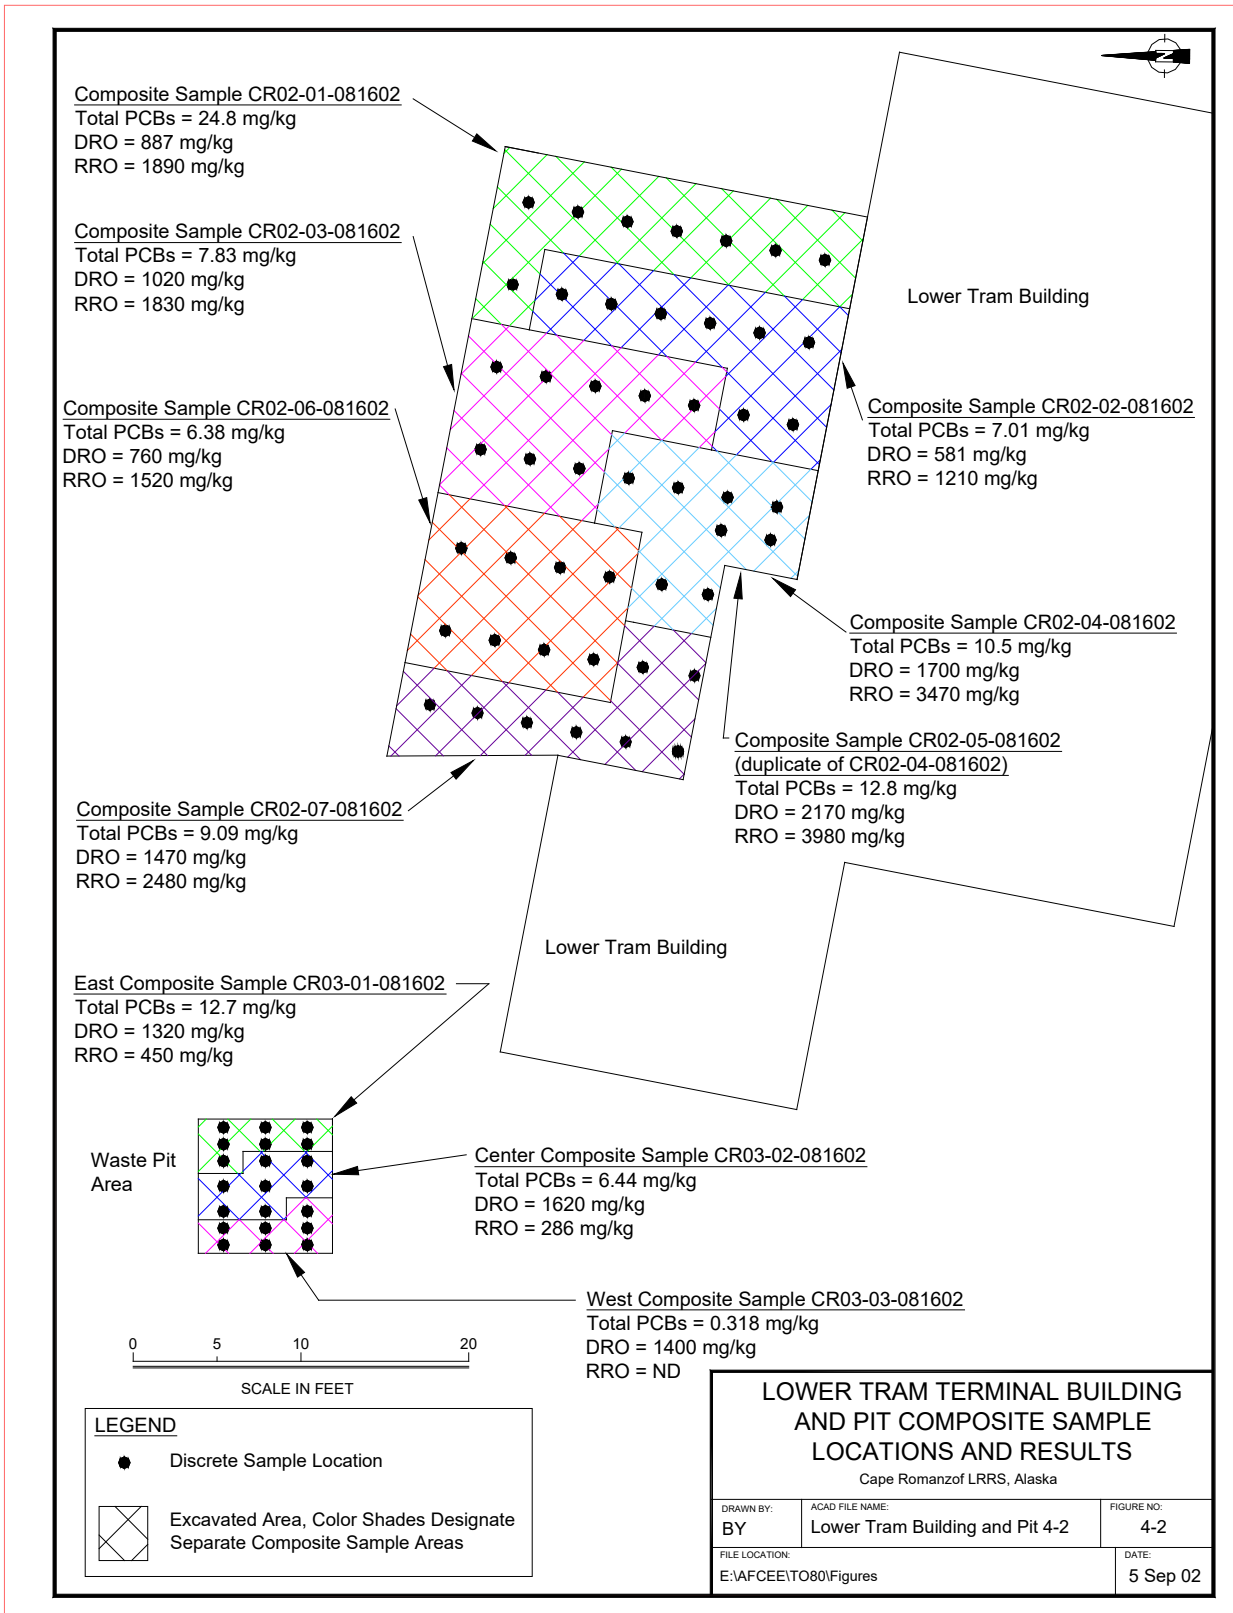 N
Composite Sample CR02-01-081602
Total PCBs = 24.8 mg/kg
DRO = 887 mg/kg
RRO = 1890 mg/kg
Composite Sample CR02-03-081602
Total PCBs = 7.83 mg/kg
DRO = 1020 mg/kg
RRO = 1830 mg/kg
Lower Tram Building
Composite Sample CR02-06-081602
Total PCBs = 6.38 mg/kg
DRO = 760 mg/kg
RRO = 1520 mg/kg
Composite Sample CR02-02-081602
Total PCBs = 7.01 mg/kg
DRO = 581 mg/kg
RRO = 1210 mg/kg
Composite Sample CR02-04-081602
Total PCBs = 10.5 mg/kg
DRO = 1700 mg/kg
RRO = 3470 mg/kg
Composite Sample CR02-05-081602
(duplicate of CR02-04-081602)
Total PCBs = 12.8 mg/kg
DRO = 2170 mg/kg
RRO = 3980 mg/kg
Composite Sample CR02-07-081602
Total PCBs = 9.09 mg/kg
DRO = 1470 mg/kg
RRO = 2480 mg/kg
Lower Tram Building
East Composite Sample CR03-01-081602
Total PCBs = 12.7 mg/kg
DRO = 1320 mg/kg
RRO = 450 mg/kg
Waste Pit
Area
Center Composite Sample CR03-02-081602
Total PCBs = 6.44 mg/kg
DRO = 1620 mg/kg
RRO = 286 mg/kg
West Composite Sample CR03-03-081602
Total PCBs = 0.318 mg/kg
DRO = 1400 mg/kg
RRO = ND
0 5 10 20
SCALE IN FEET
LEGEND
Discrete Sample Location
Excavated Area, Color Shades Designate
Separate Composite Sample Areas
LOWER TRAM TERMINAL BUILDING
AND PIT COMPOSITE SAMPLE
LOCATIONS AND RESULTS
Cape Romanzof LRRS, Alaska
DRAWN BY: ACAD FILE NAME: FIGURE NO:
BY Lower Tram Building and Pit 4-2 4-2
FILE LOCATION: DATE:
E:\AFCEE\TO80\Figures 5 Sep 02